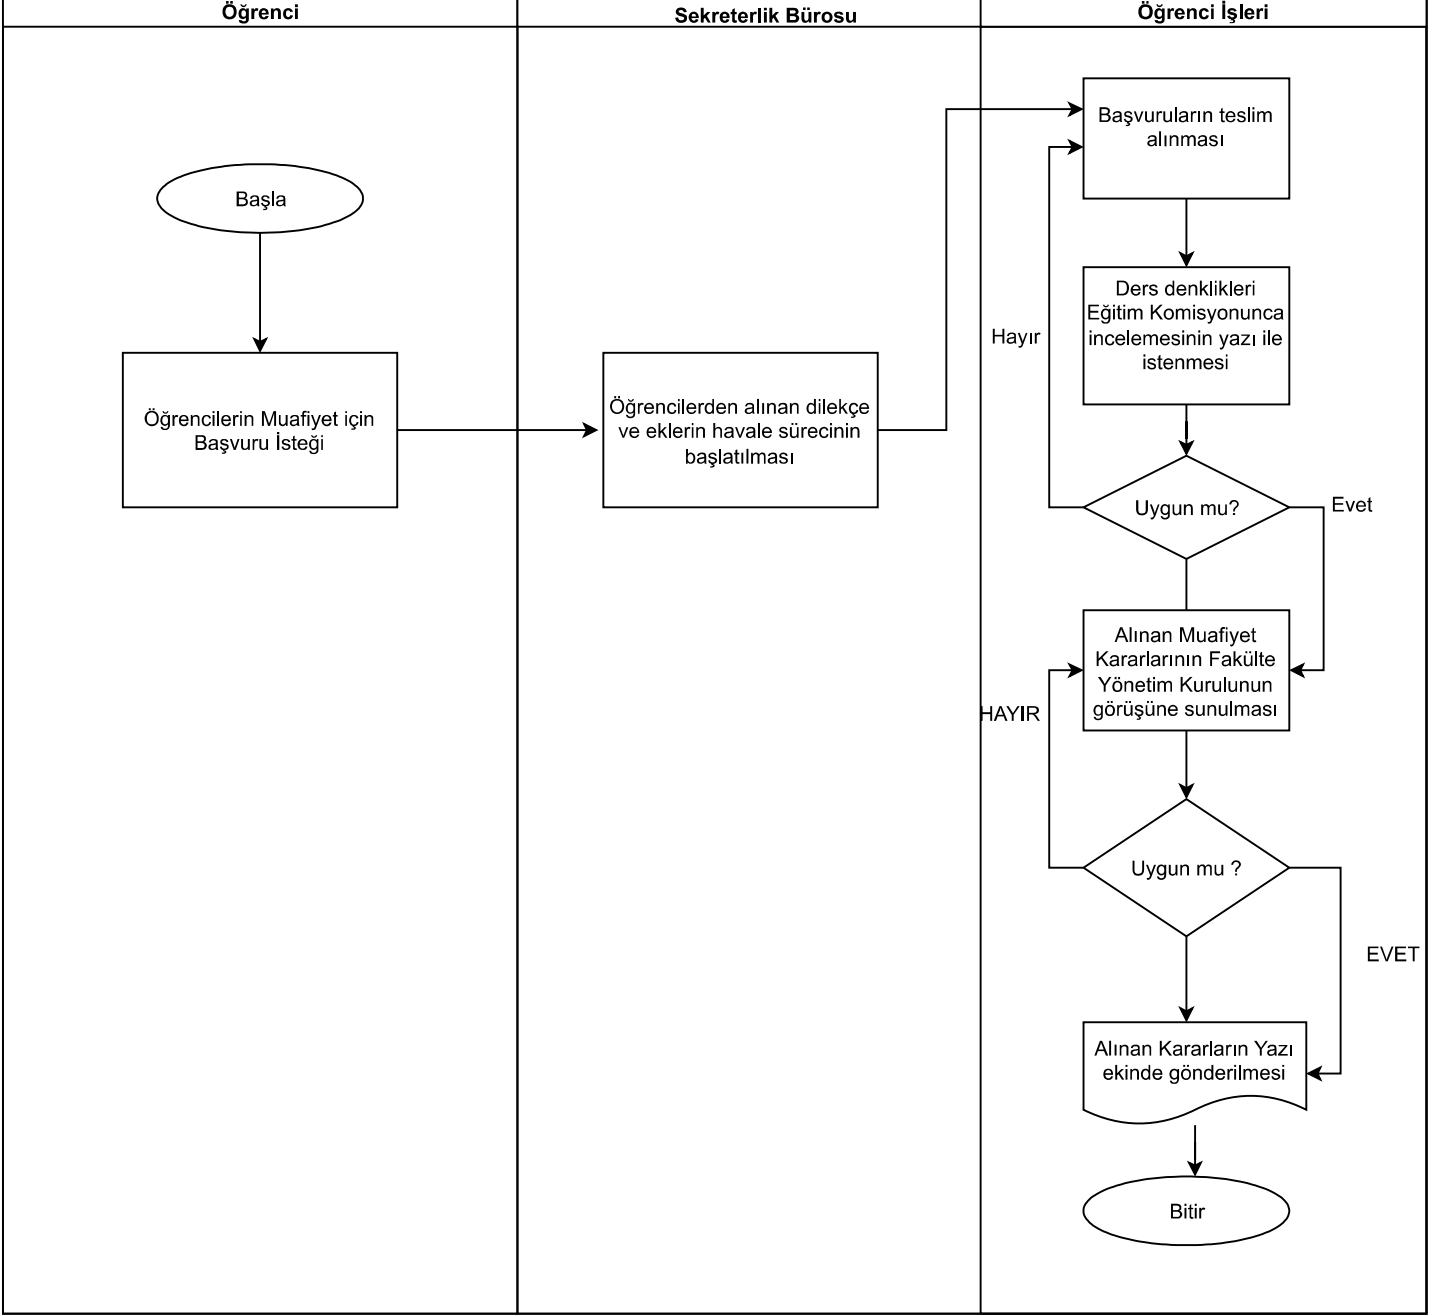 Öğrenci
Sekreterlik Bürosu
Öğrenci İşleri
Başla
Öğrencilerin Muafiyet için
Başvuru İsteği
Öğrencilerden alınan dilekçe
ve eklerin havale sürecinin
başlatılması
Başvuruların teslim
alınması
Ders denklikleri
Eğitim Komisyonunca
incelemesinin yazı ile
istenmesi
Hayır
Uygun mu?
Evet
Alınan Muafiyet
Kararlarının Fakülte
Yönetim Kurulunun
görüşüne sunulması
HAYIR
Uygun mu ?
EVET
Alınan Kararların Yazı
ekinde gönderilmesi
Bitir